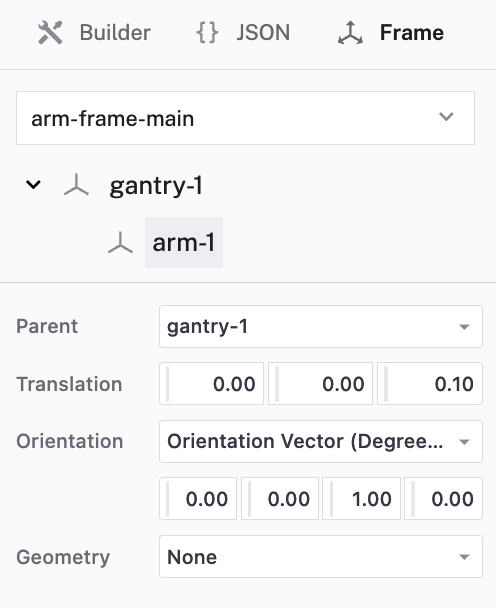 Builder {} JSON Frame
arm-frame-main
gantry-1
arm-1
Parent gantry-1
Translation 0.00 0.00 0.10
Orientation Orientation Vector (Degree...
0.00 0.00 1.00 0.00
Geometry None